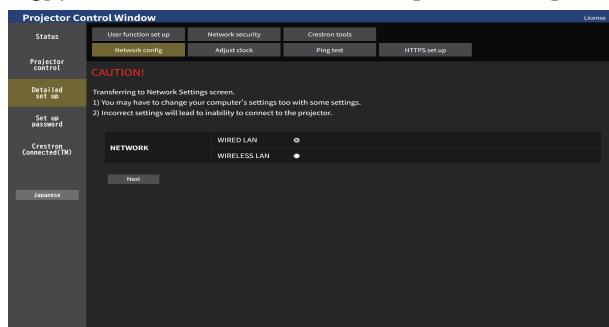 Projector Control Window
License
Status
Projector
control
Detailed
set up
Set up
password
Crestron
Connected(TM)
Japanese
User function set up
Network security
Crestron tools
Network config
Adjust clock
Ping test
HTTPS set up
CAUTION!
Transferring to Network Settings screen.
1) You may have to change your computer's settings too with some settings.
2) Incorrect settings will lead to inability to connect to the projector.
NETWORK
WIRED LAN
WIRELESS LAN
Next